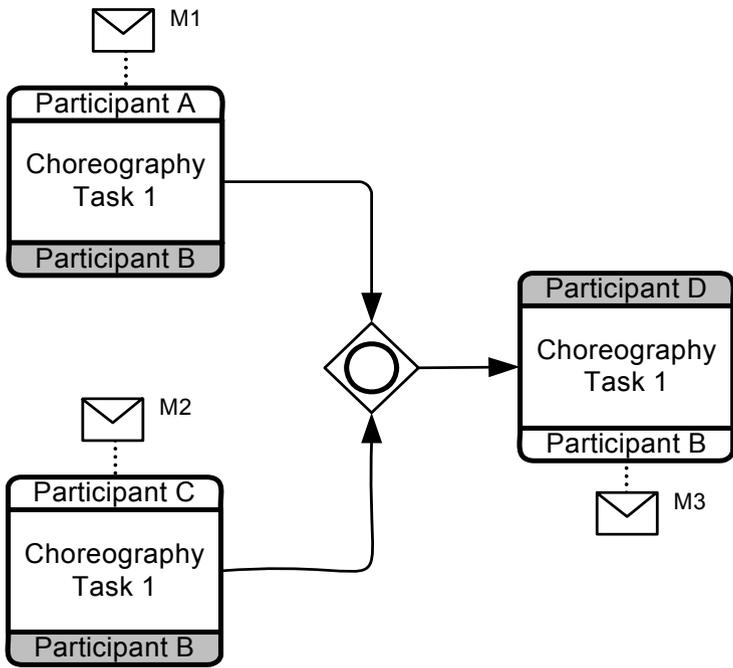 M1
Participant A
Choreography
Task 1
Participant B
Participant D
Choreography
Task 1
Participant B
M3
M2
Participant C
Choreography
Task 1
Participant B